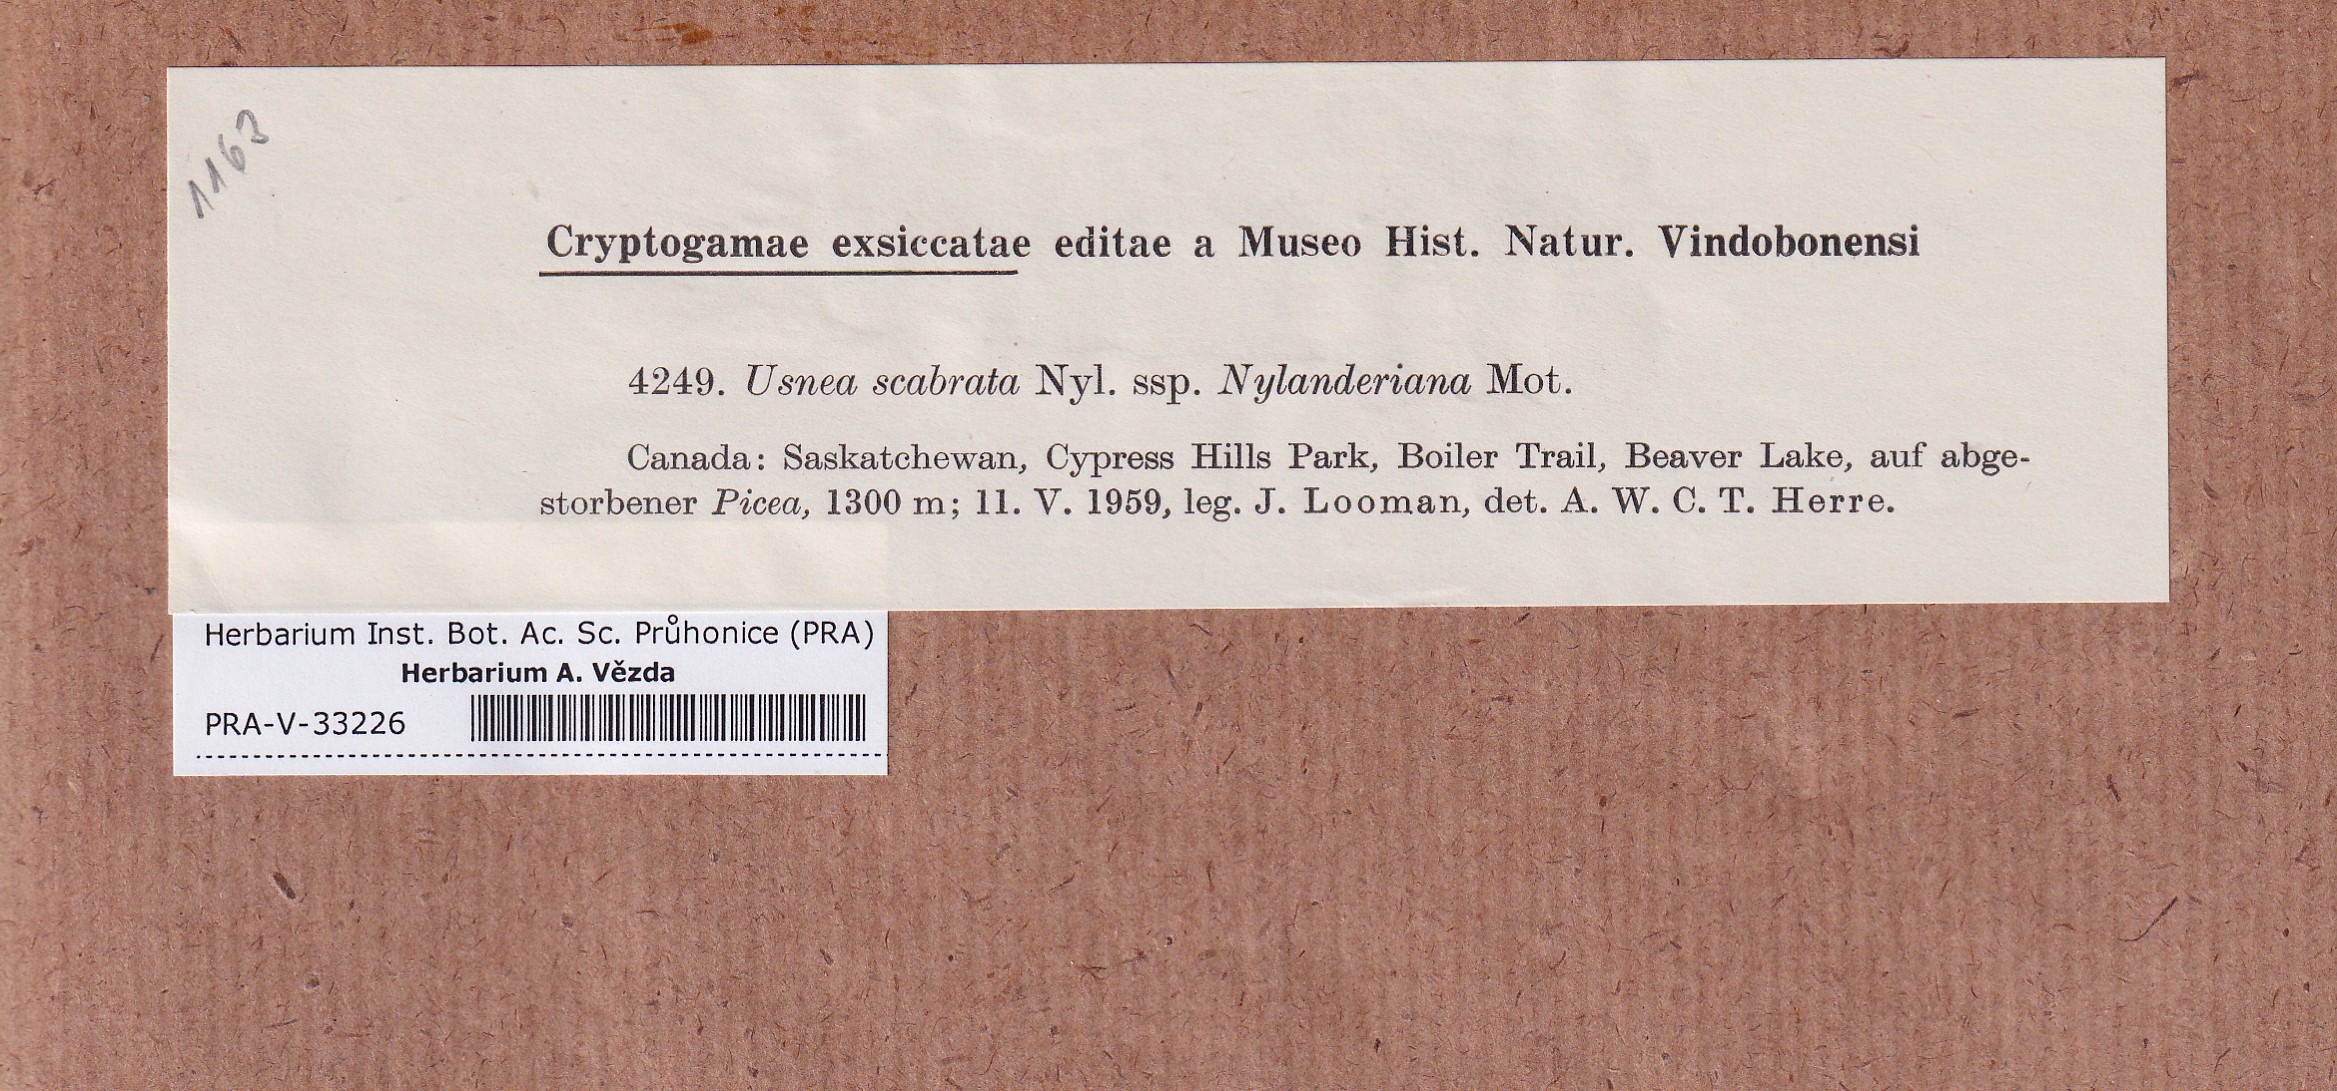 1163
Cryptogamae exsiccatae editae a Museo Hist. Natur. Vindobonensi
4249. Usnea scabrata Nyl. ssp. Nylanderiana Mot.
Canada: Saskatchewan, Cypress Hills Park, Boiler Trail, Beaver Lake, auf abge-
storbener Picea, 1300 m; 11. V. 1959, leg. J. Looman, det. A. W. C. T. Herre.
Herbarium Inst. Bot. Ac. Sc. Průhonice (PRA)
Herbarium A. Vězda
PRA-V-33226